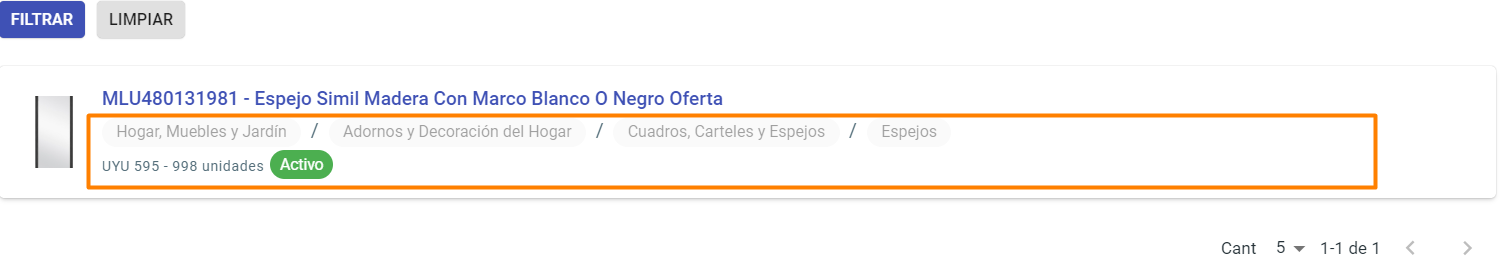 FILTRAR LIMPIAR
MLU480131981 - Espejo Simil Madera Con Marco Blanco O Negro Oferta
Hogar, Muebles y Jardín / Adornos y Decoración del Hogar / Cuadros, Carteles y Espejos / Espejos
UYU 595 - 998 unidades Activo
Cant 5 1-1 de 1